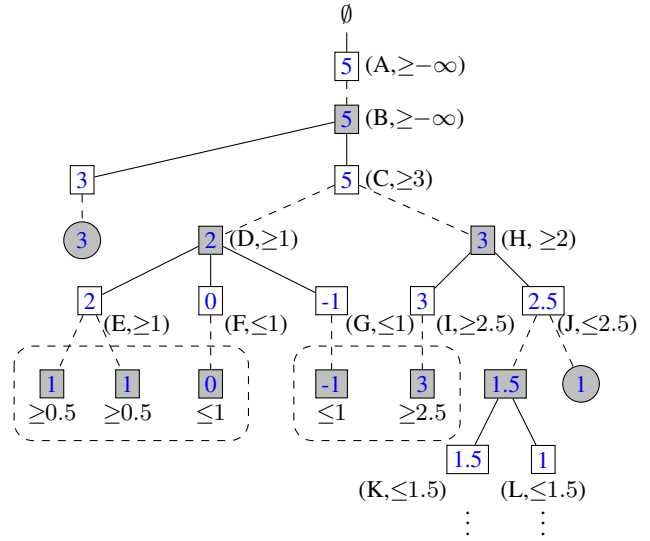 ∅
5 (A,≥−∞)
5 (B,≥−∞)
3 5 (C,≥3)
3 2 (D,≥1) 3 (H, ≥2)
2 0 -1 3 2.5
(E,≥1) (F,≤1) (G,≤1) (I,≥2.5) (J,≤2.5)
1 1 0 -1 3 1.5 1
≥0.5 ≥0.5 ≤1 ≤1 ≥2.5
1.5 1
(K,≤1.5) (L,≤1.5)
⋮ ⋮